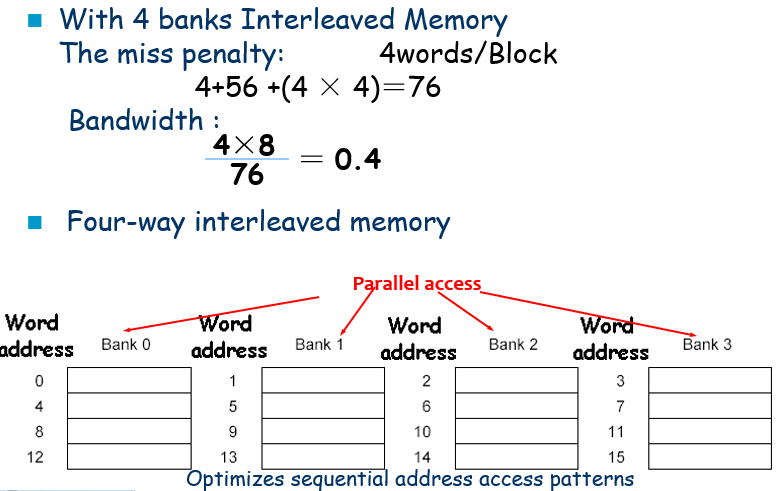 With 4 banks Interleaved Memory
The miss penalty: 4words/Block
4+56 +(4 × 4)=76
Bandwidth :
4×8
76
= 0.4
Four-way interleaved memory
Parallel access
Word address Bank 0 Word address Bank 1 Word address Bank 2 Word address Bank 3
0 1 2 3
4 5 6 7
8 9 10 11
12 13 14 15
Optimizes sequential address access patterns